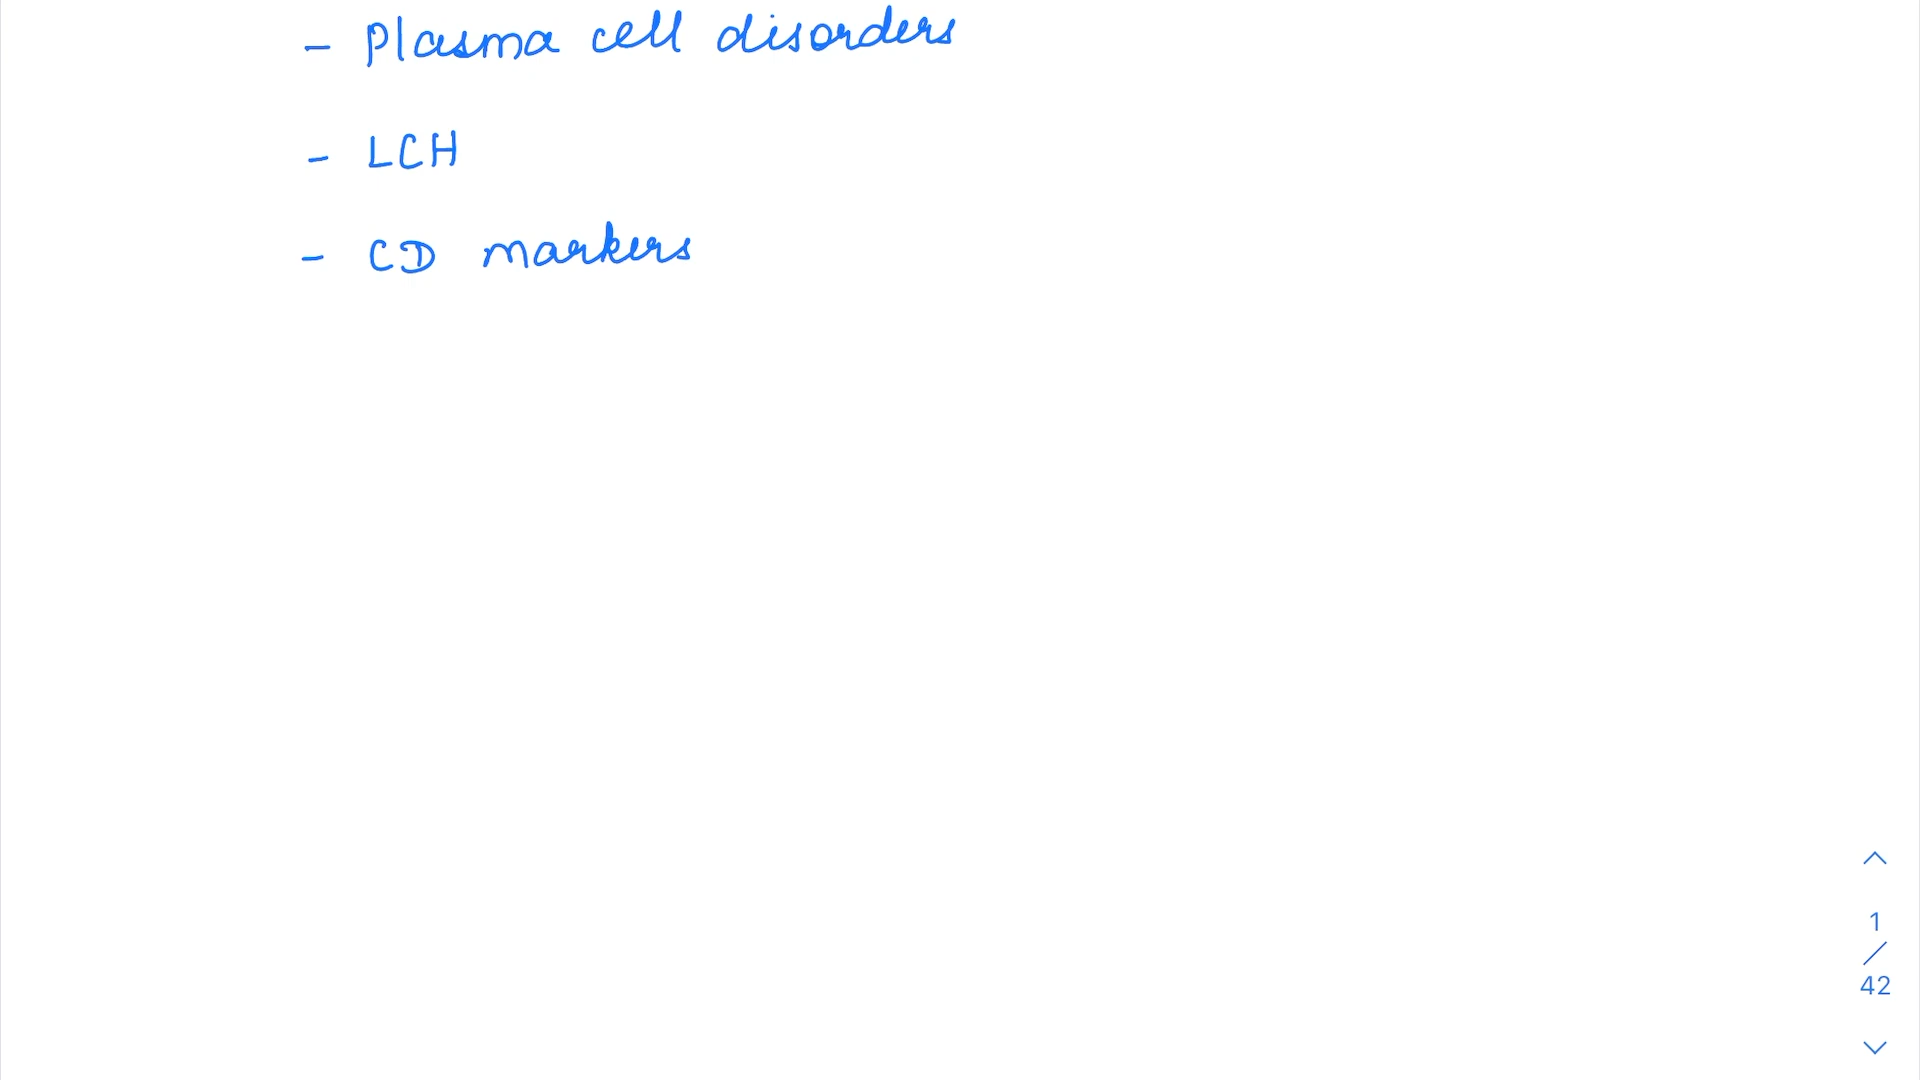 - Plasma cell disorders
- LCH
- CD markers
1
/
42